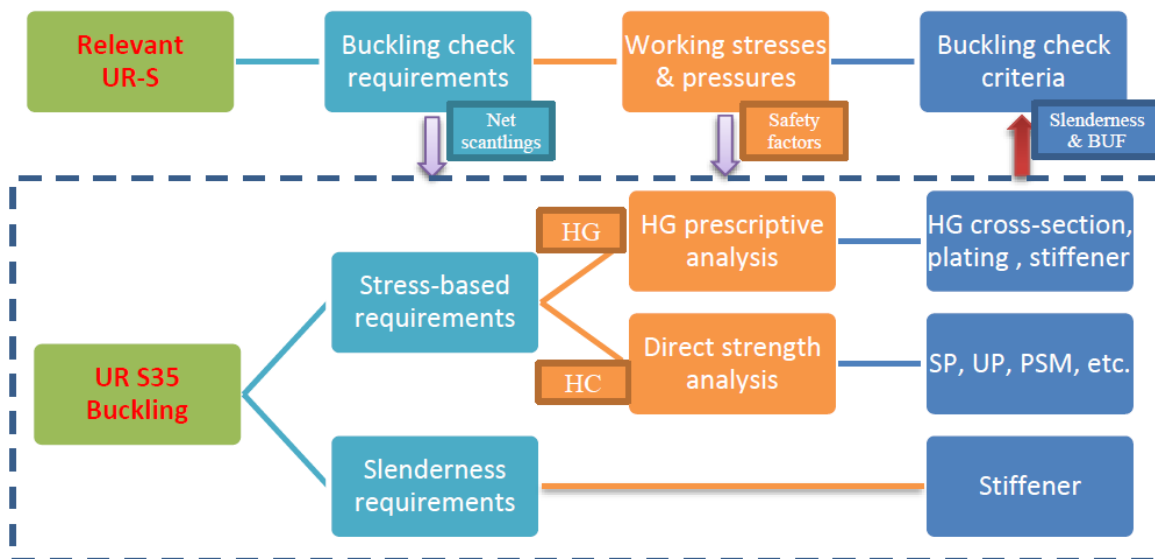 Relevant
UR-S
Buckling check
requirements
Working stresses
& pressures
Buckling check
criteria
Net
scantlings
Safety
factors
Slenderness
& BUF
HG
HG prescriptive
analysis
HG cross-section,
plating , stiffener
Stress-based
requirements
Direct strength
analysis
HC
SP, UP, PSM, etc.
UR S35
Buckling
Slenderness
requirements
Stiffener